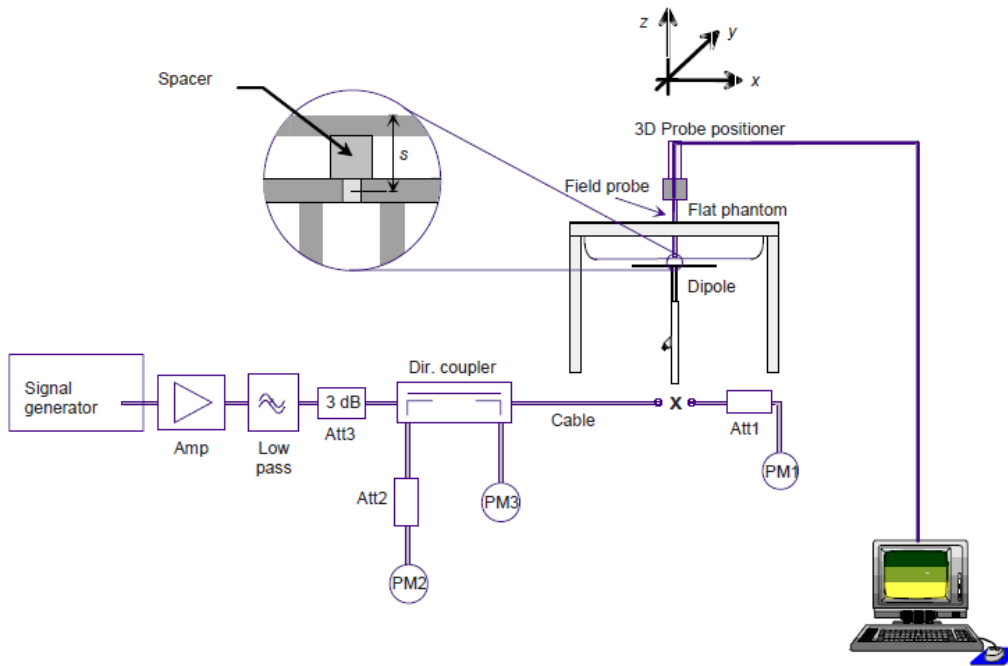 z
y
x
Spacer
s
3D Probe positioner
Field probe
Flat phantom
Dipole
Signal
generator
Amp
Low
pass
3 dB
Att3
Dir. coupler
Cable
X
Att1
PM1
Att2
PM3
PM2